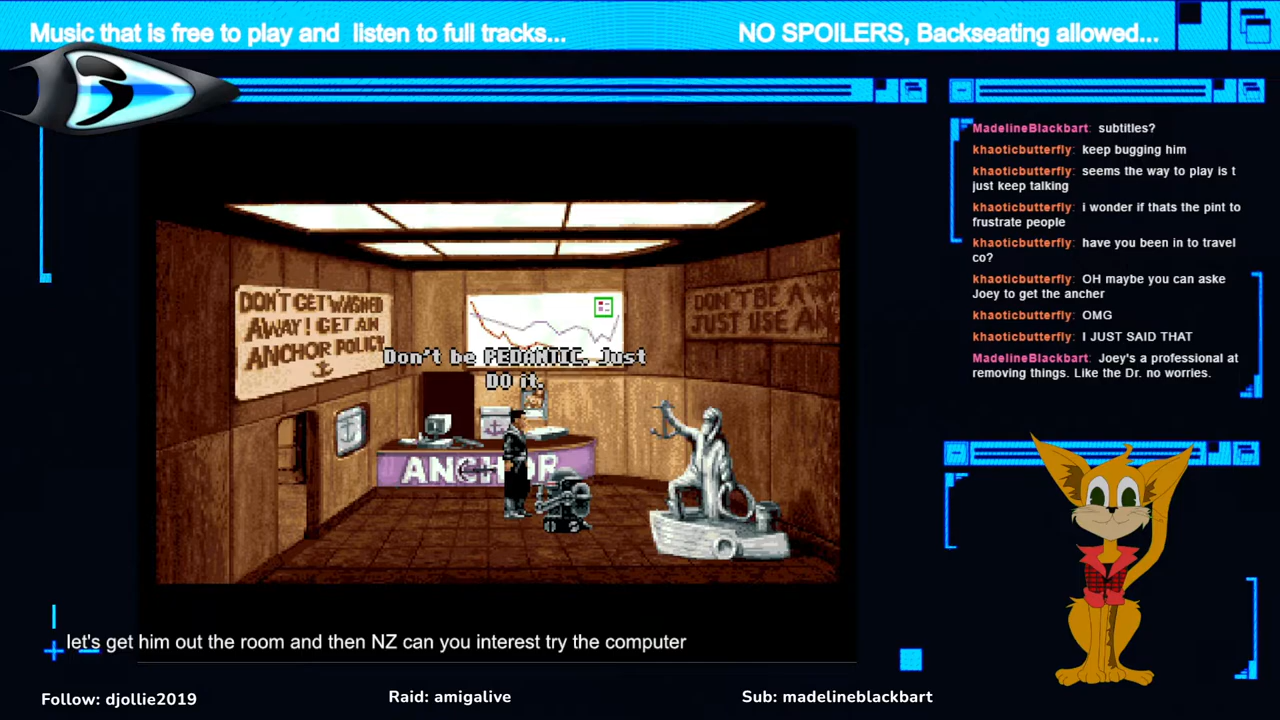 Music that is free to play and listen to full tracks...
NO SPOILERS, Backseating allowed...
MadelineBlackbart: subtitles?
khaoticbutterfly: keep bugging him
khaoticbutterfly: seems the way to play is t
just keep talking
khaoticbutterfly: i wonder if thats the pint to
frustrate people
khaoticbutterfly: have you been in to travel
co?
khaoticbutterfly: OH maybe you can aske
Joey to get the ancher
khaoticbutterfly: OMG
khaoticbutterfly: I JUST SAID THAT
MadelineBlackbart: Joey's a professional at
removing things. Like the Dr. no worries.
DON'T GET WASHED
AWAY! GET AN
ANCHOR POLICY
DON'T BE A
JUST USE AN
Don't be PEDANTIC. Just
DO it.
ANCHOR
let's get him out the room and then NZ can you interest try the computer
Follow: djollie2019
Raid: amigalive
Sub: madelineblackbart